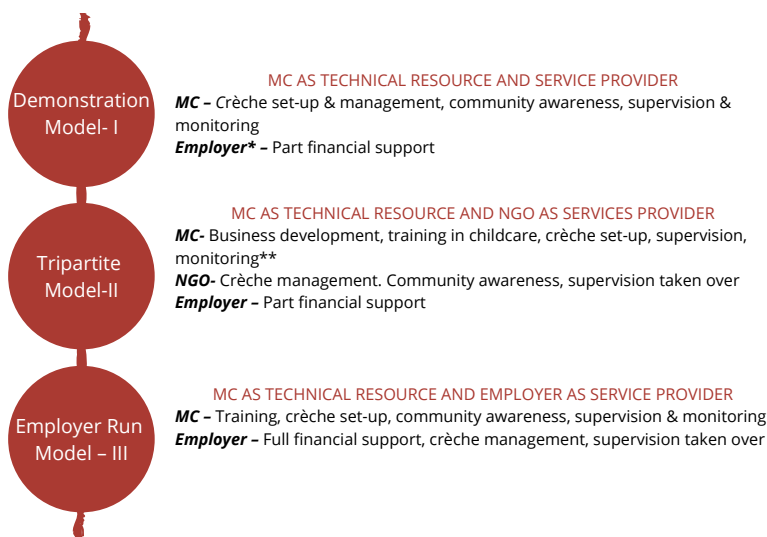 Demonstration
Model- I
MC AS TECHNICAL RESOURCE AND SERVICE PROVIDER
MC – Crèche set-up & management, community awareness, supervision &
monitoring
Employer* – Part financial support
Tripartite
Model-II
MC AS TECHNICAL RESOURCE AND NGO AS SERVICES PROVIDER
MC- Business development, training in childcare, crèche set-up, supervision,
monitoring**
NGO- Crèche management. Community awareness, supervision taken over
Employer – Part financial support
Employer Run
Model – III
MC AS TECHNICAL RESOURCE AND EMPLOYER AS SERVICE PROVIDER
MC – Training, crèche set-up, community awareness, supervision & monitoring
Employer – Full financial support, crèche management, supervision taken over